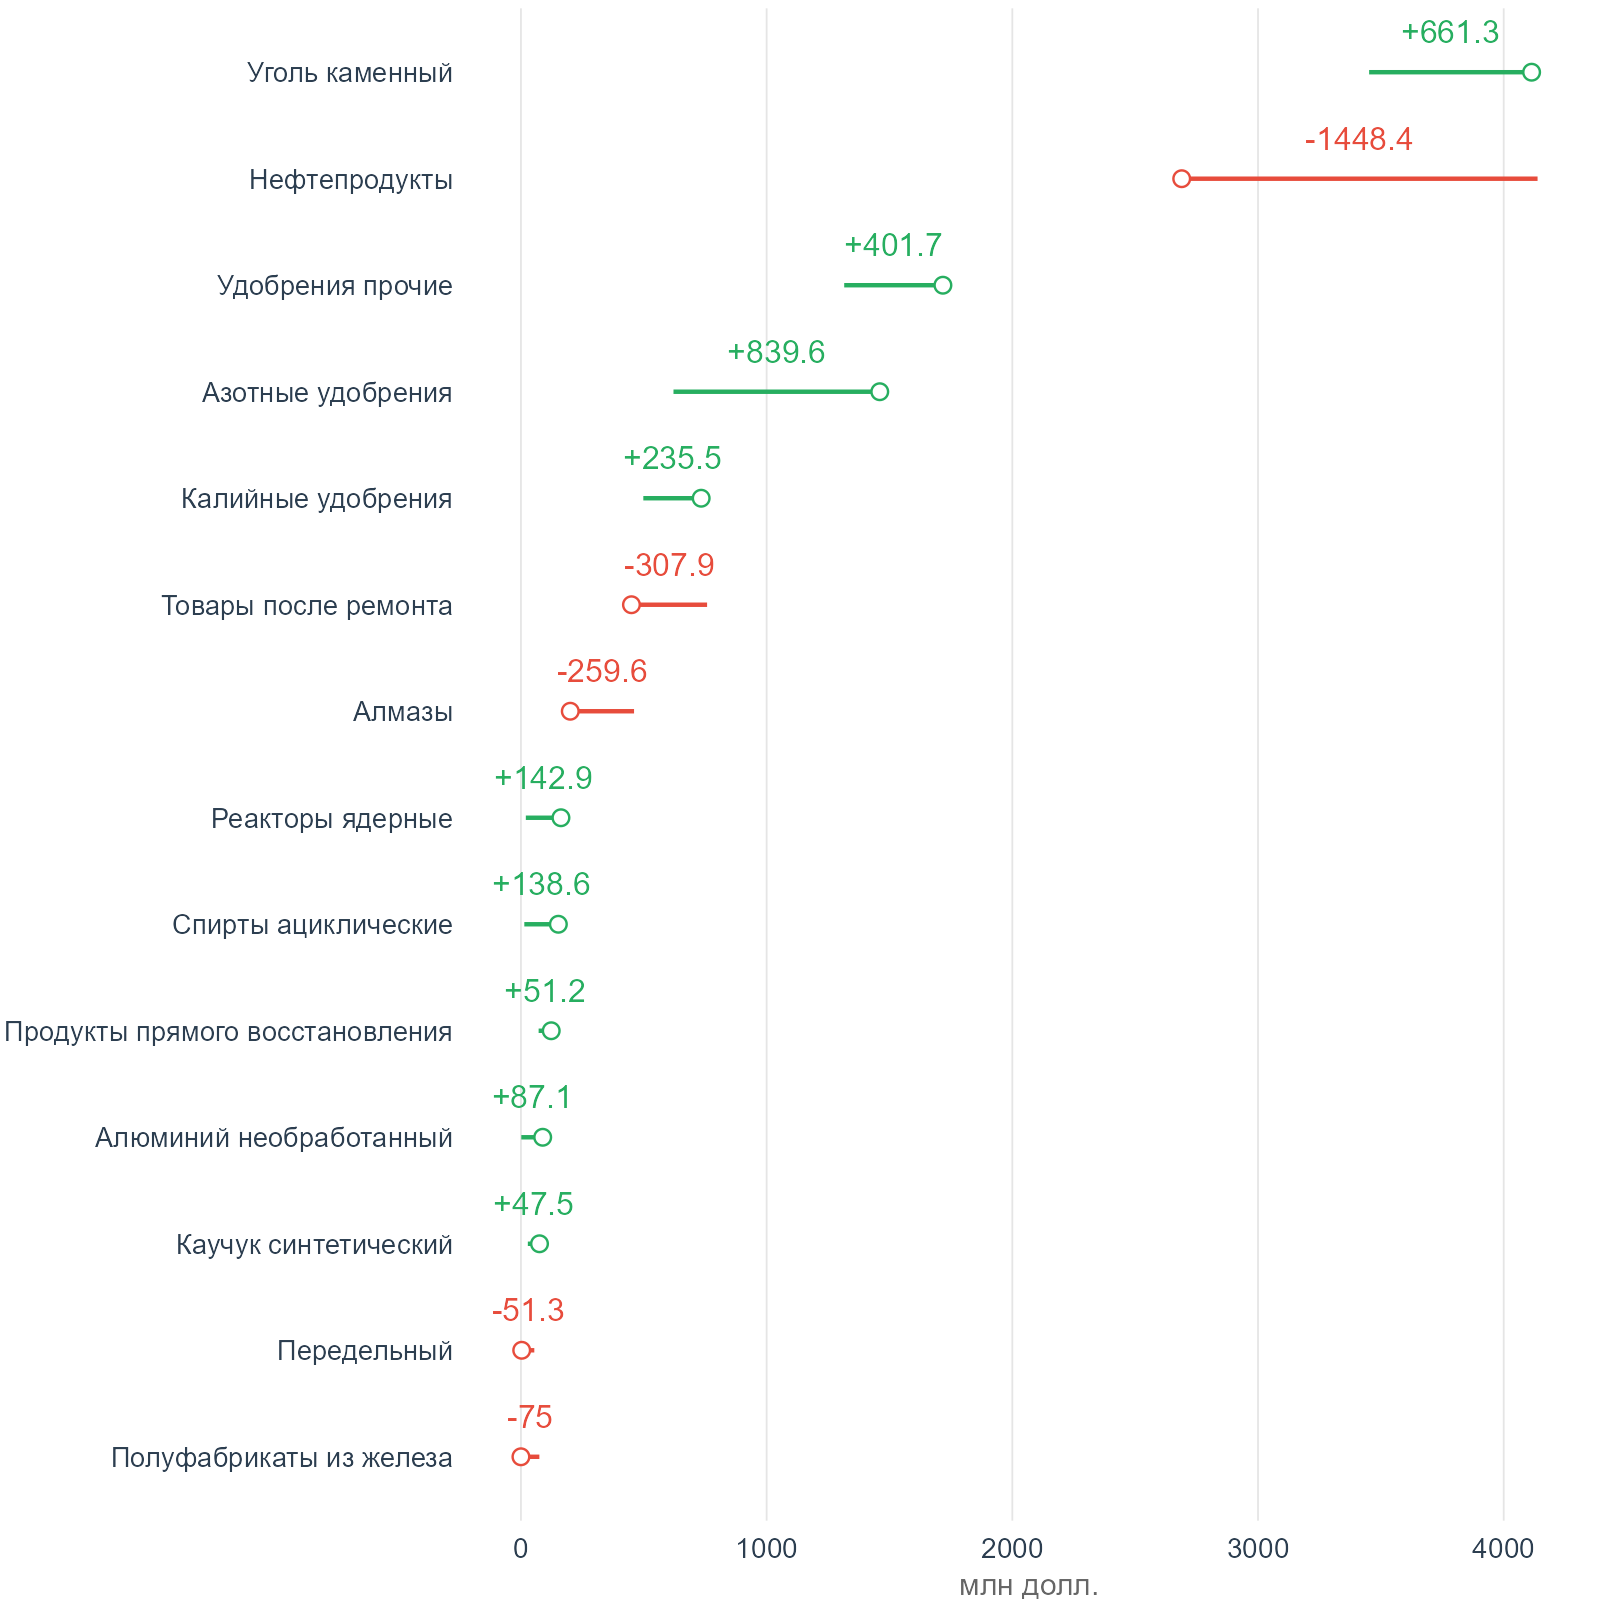 +661.3
Уголь каменный
-1448.4
Нефтепродукты
+401.7
Удобрения прочие
+839.6
Азотные удобрения
+235.5
Калийные удобрения
-307.9
Товары после ремонта
-259.6
Алмазы
+142.9
Реакторы ядерные
+138.6
Спирты ациклические
+51.2
Продукты прямого восстановления
+87.1
Алюминий необработанный
+47.5
Каучук синтетический
-51.3
Передельный
-75
Полуфабрикаты из железа
0 1000 2000 3000 4000
млн долл.